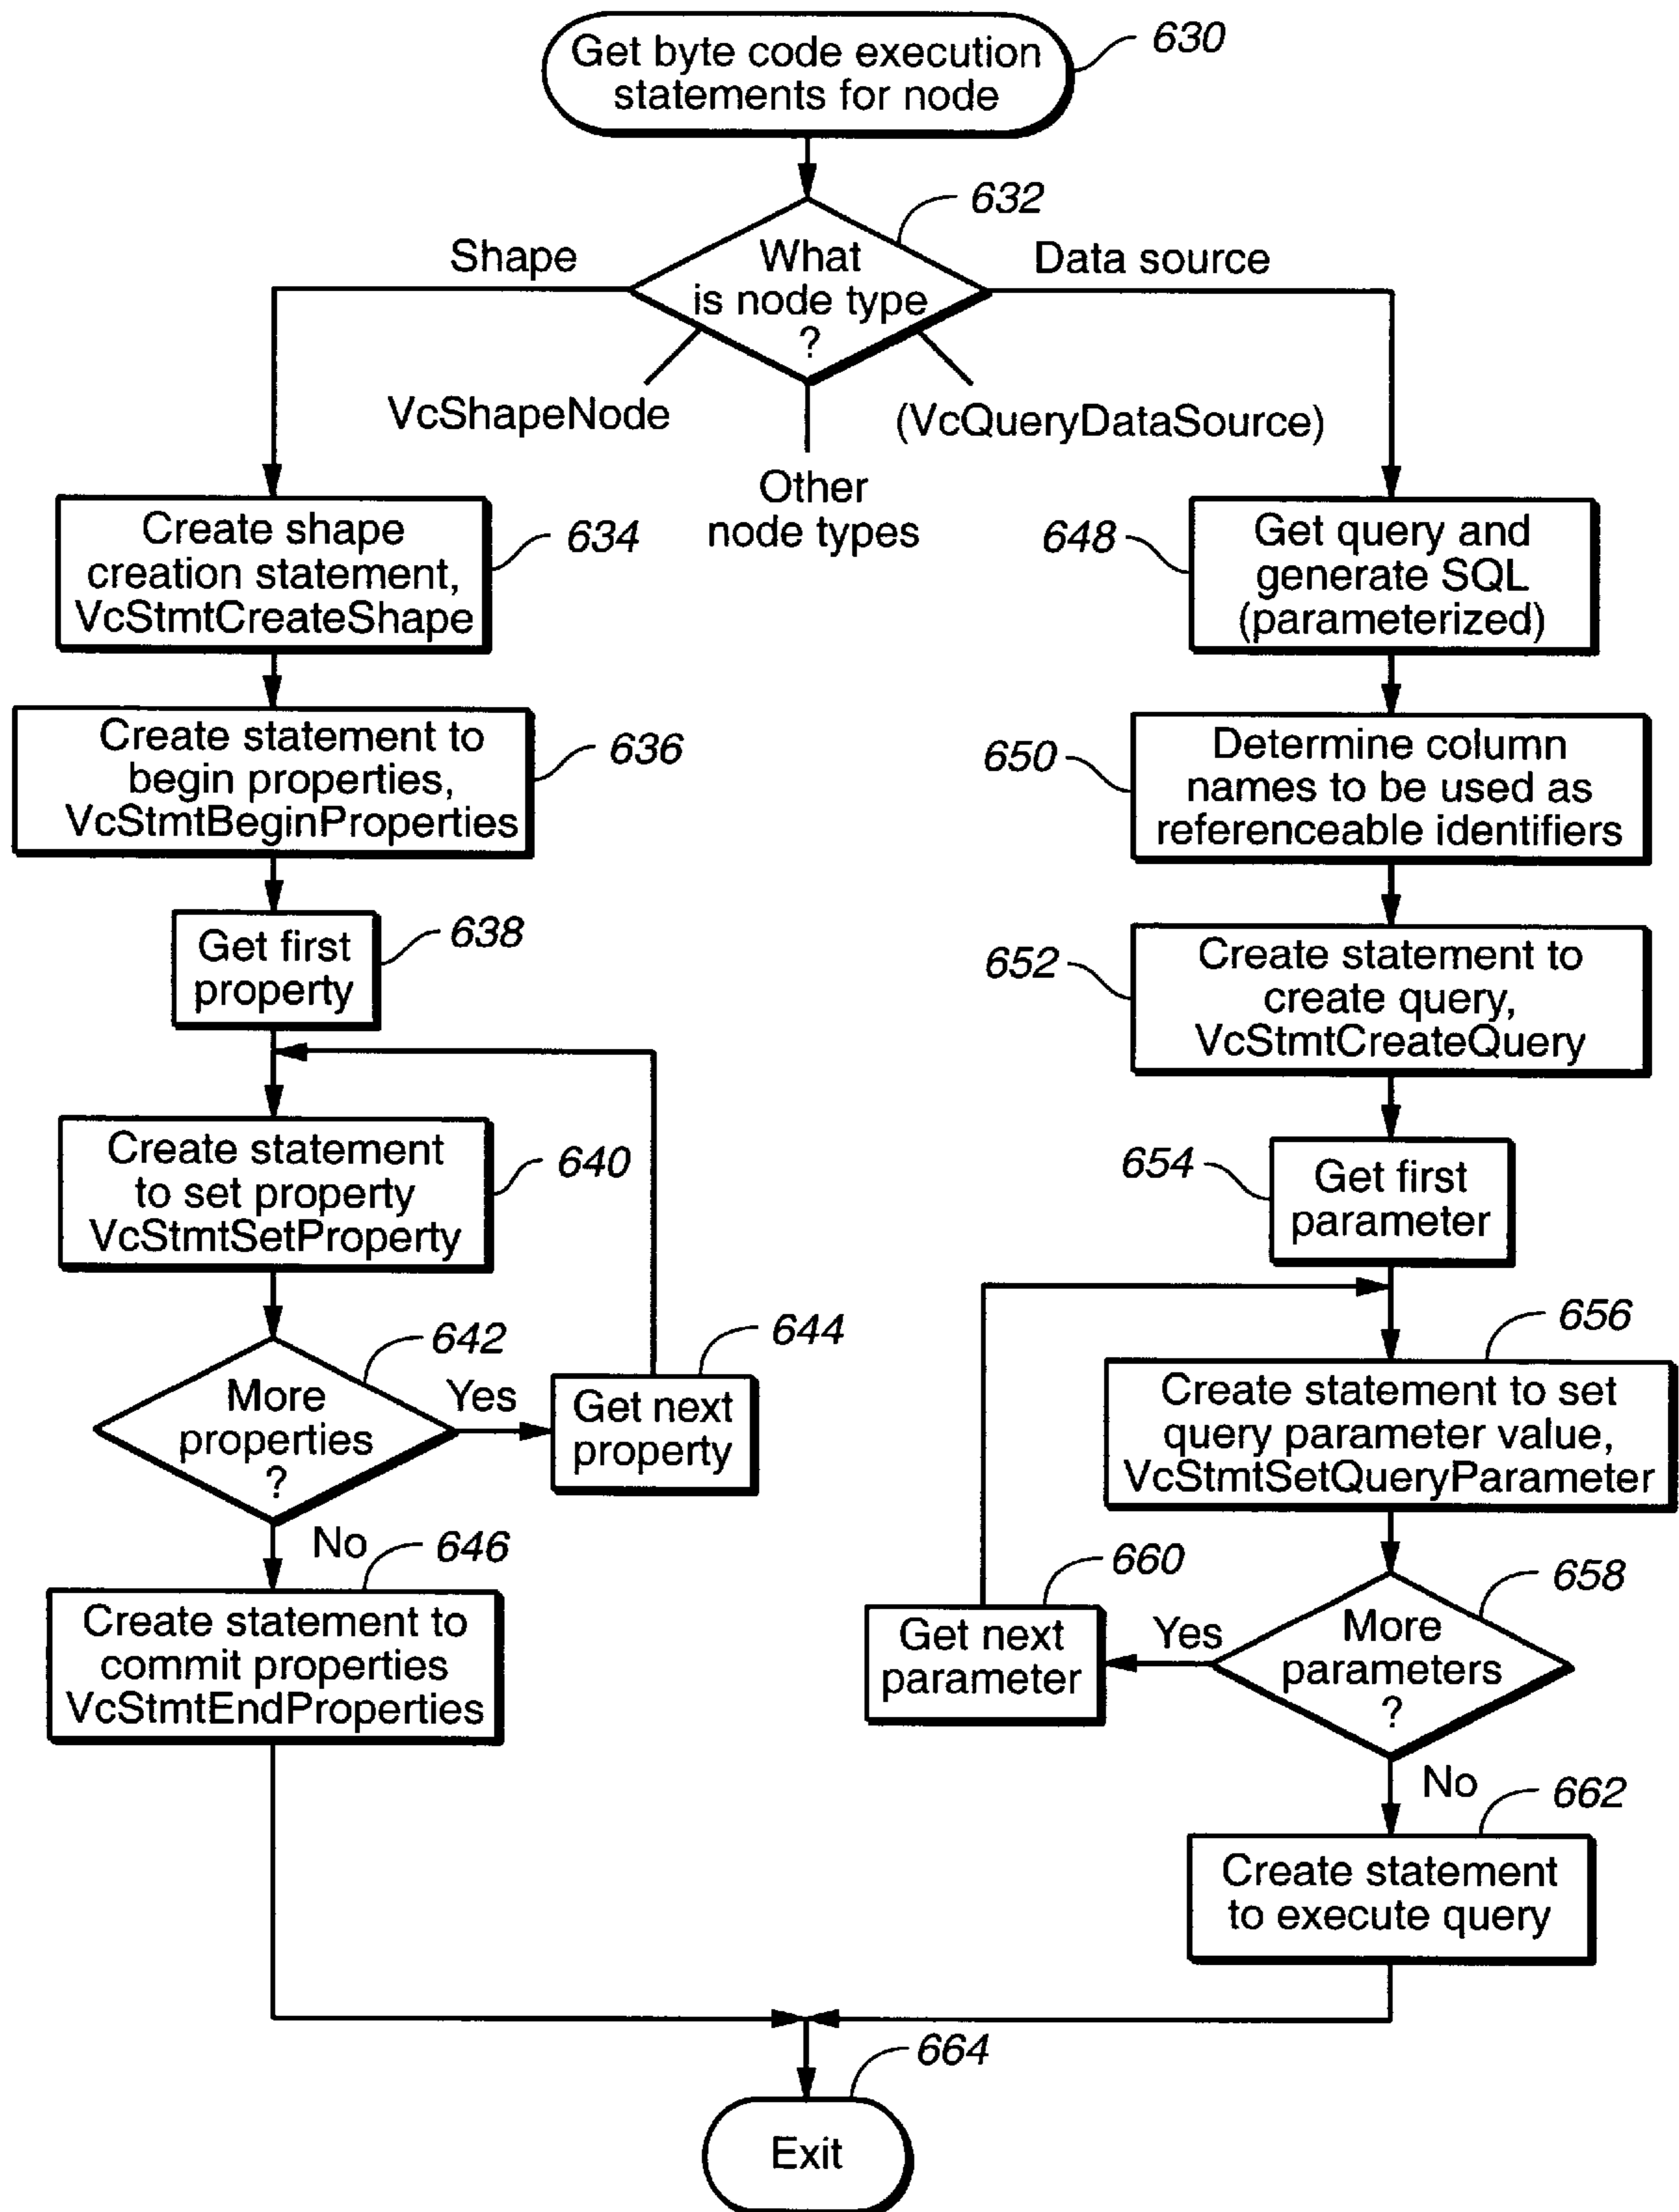 Get byte code execution
statements for node
630
632
What
is node type
?
Shape
Data source
VcShapeNode
(VcQueryDataSource)
Other
node types
Create shape
creation statement,
VcStmtCreateShape
634
Create statement to
begin properties,
VcStmtBeginProperties
636
Get first
property
638
Create statement
to set property
VcStmtSetProperty
640
More
properties
?
642
Yes
Get next
property
644
No
Create statement to
commit properties
VcStmtEndProperties
646
648
Get query and
generate SQL
(parameterized)
650
Determine column
names to be used as
referenceable identifiers
652
Create statement to
create query,
VcStmtCreateQuery
654
Get first
parameter
656
Create statement to set
query parameter value,
VcStmtSetQueryParameter
658
More
parameters
?
Yes
660
Get next
parameter
No
662
Create statement
to execute query
664
Exit